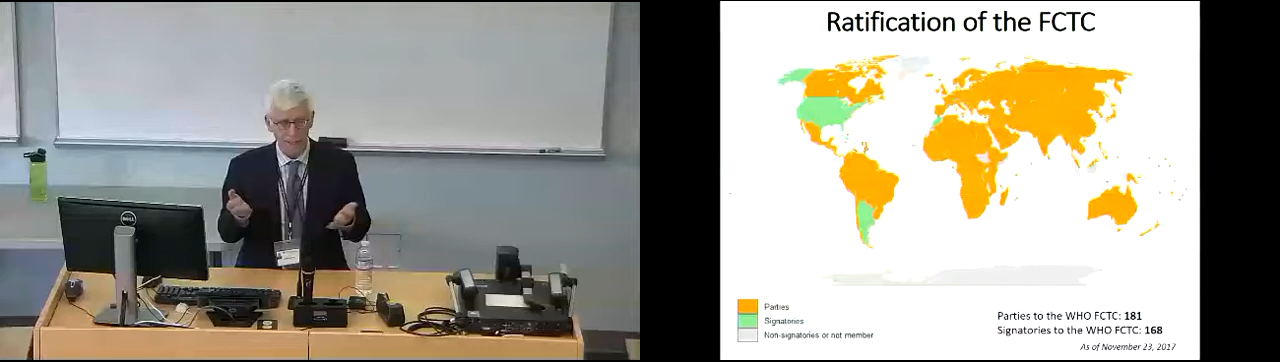 DELL
Ratification of the FCTC
Parties
Signatories
Non-signatories or not member
Parties to the WHO FCTC: 181
Signatories to the WHO FCTC: 168
As of November 23, 2017